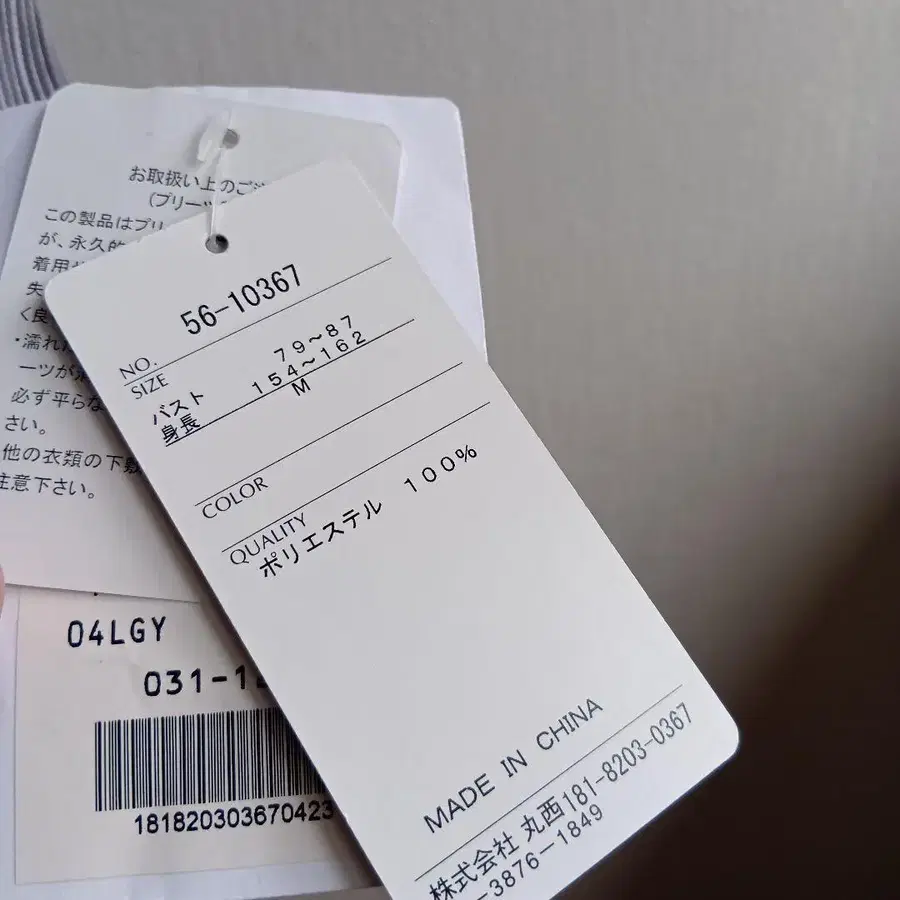 お取扱い上のご
(プリーツ
この製品はプリ
が、永久的
着用
失
く良
・濡れた
ーツが
必ず平らな
さい。
他の衣類の下敷
注意下さい。
NO. 56-10367
SIZE
バスト 79~87
身長 154~162
M
COLOR
QUALITY
ポリエステル 100%
MADE IN CHINA
株式会社 丸西 181-8203-0367
-3876-1849
04LGY
031-1
181820303670423